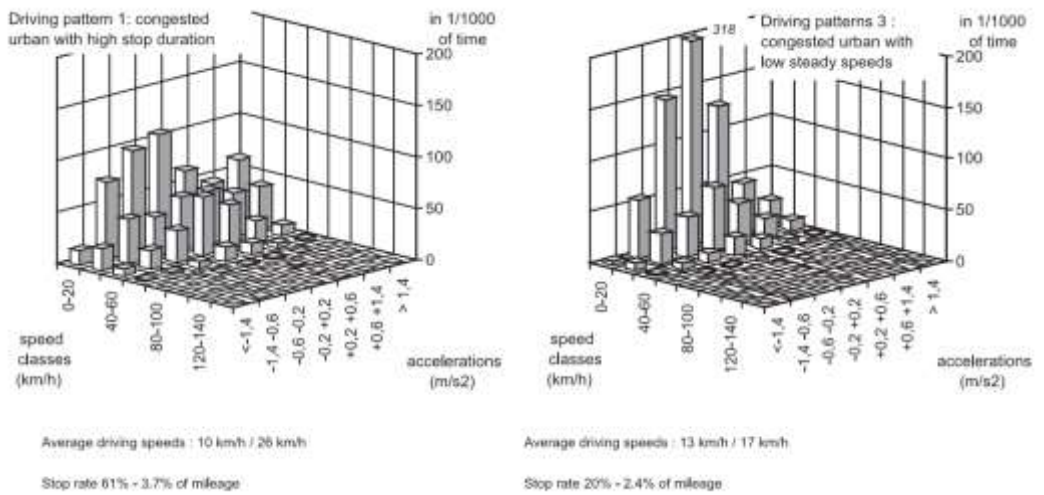 Driving pattern 1: congested
urban with high stop duration
in 1/1000
of time
200
150
100
50
0
0-20
40-60
80-100
120-140
speed
classes
(km/h)
<-1,4
-1,4 -0,6
-0,6 -0,2
-0,2 +0,2
+0,2 +0,6
+0,6 +1,4
> 1,4
accelerations
(m/s2)
Average driving speeds : 10 km/h / 26 km/h
Stop rate 61% - 3.7% of mileage
318
Driving patterns 3 :
congested urban with
low steady speeds
in 1/1000
of time
200
150
100
50
0
0-20
40-60
80-100
120-140
speed
classes
(km/h)
<-1,4
-1,4 -0,6
-0,6 -0,2
-0,2 +0,2
+0,2 +0,6
+0,6 +1,4
> 1,4
accelerations
(m/s2)
Average driving speeds : 13 km/h / 17 km/h
Stop rate 20% - 2.4% of mileage